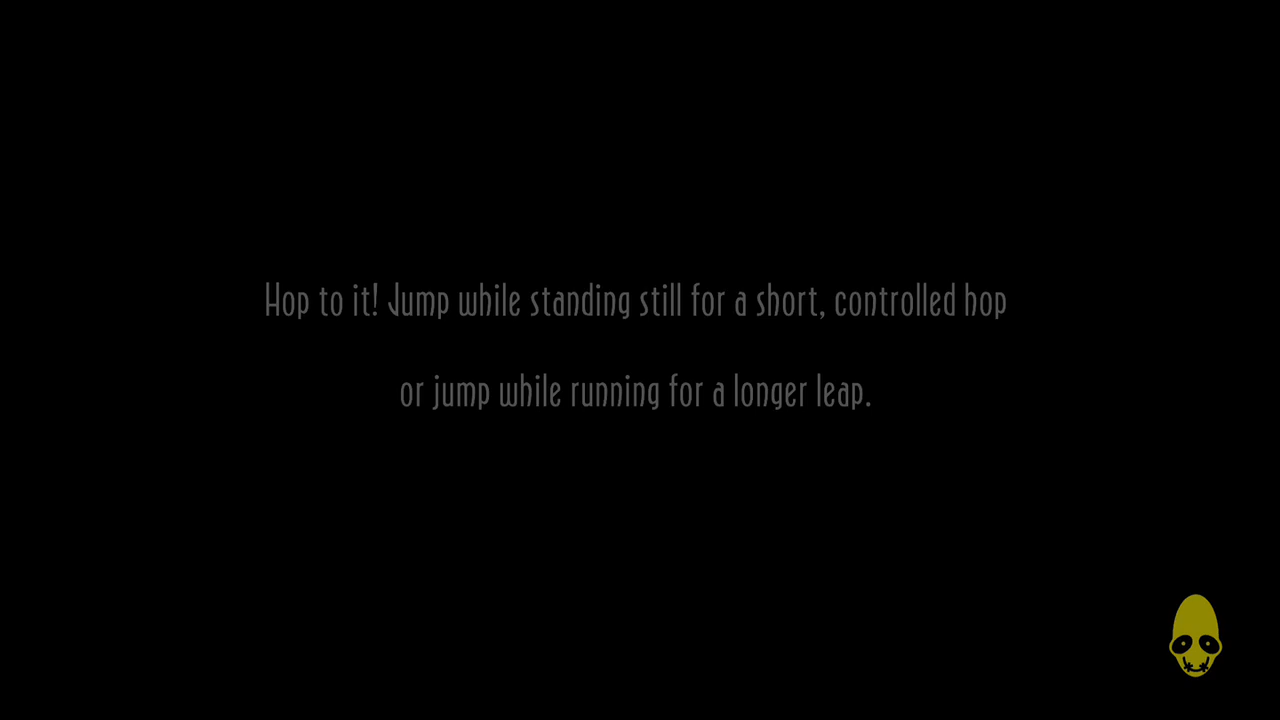 Hop to it! Jump while standing still for a short, controlled hop
or jump while running for a longer leap.